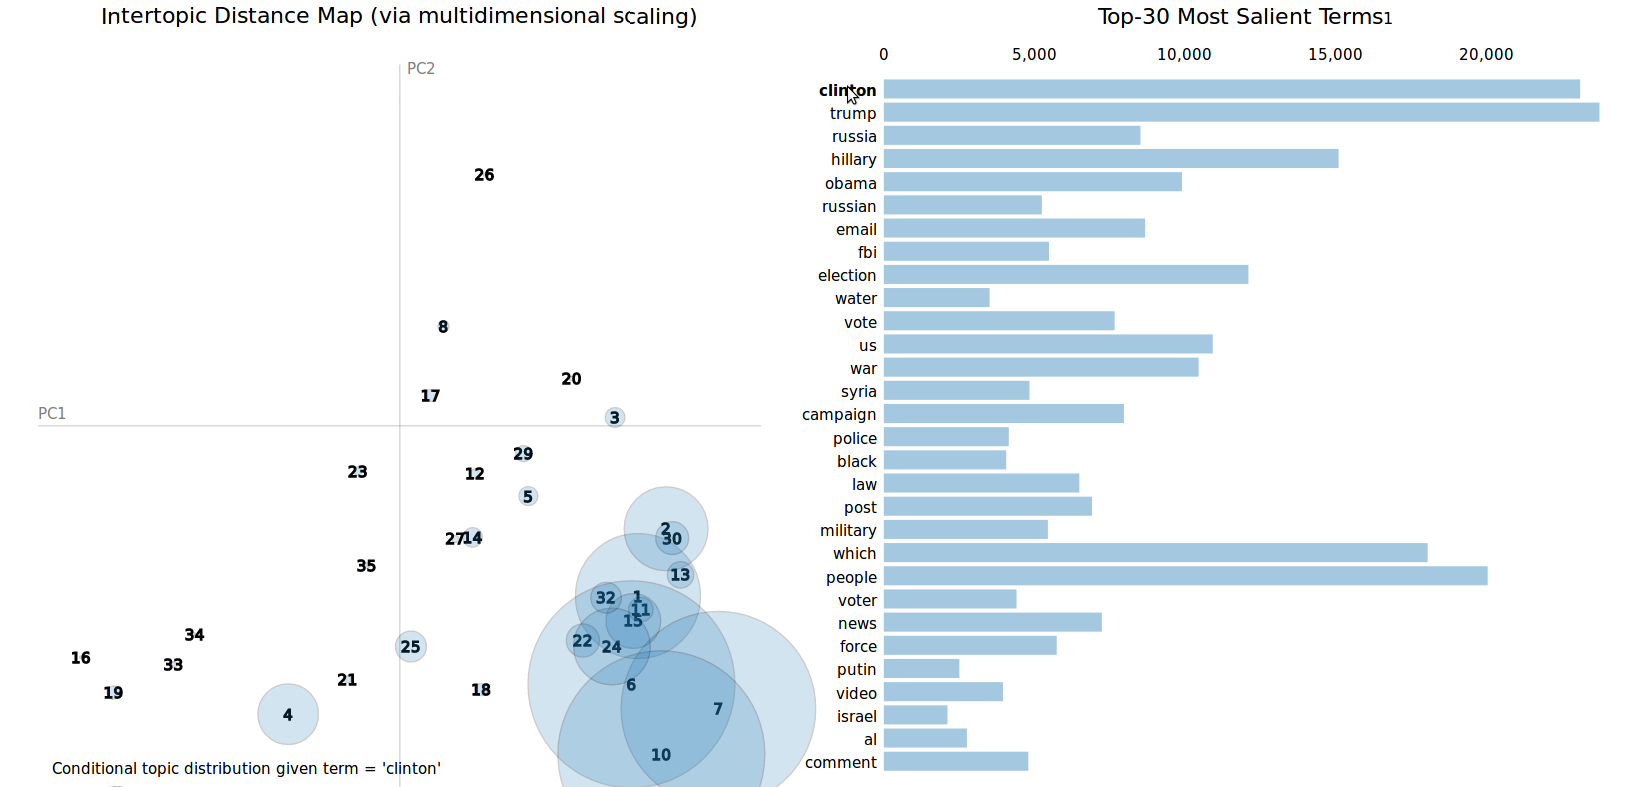 Intertopic Distance Map (via multidimensional scaling)
PC2
26
8
20
17
PC1
3
29
23
12
5
2
27
14
30
35
13
32
1
11
15
34
22
24
25
16
33
21
6
19
18
7
4
10
Conditional topic distribution given term = 'clinton'
Top-30 Most Salient Terms1
0 5,000 10,000 15,000 20,000
clinton
trump
russia
hillary
obama
russian
email
fbi
election
water
vote
us
war
syria
campaign
police
black
law
post
military
which
people
voter
news
force
putin
video
israel
al
comment